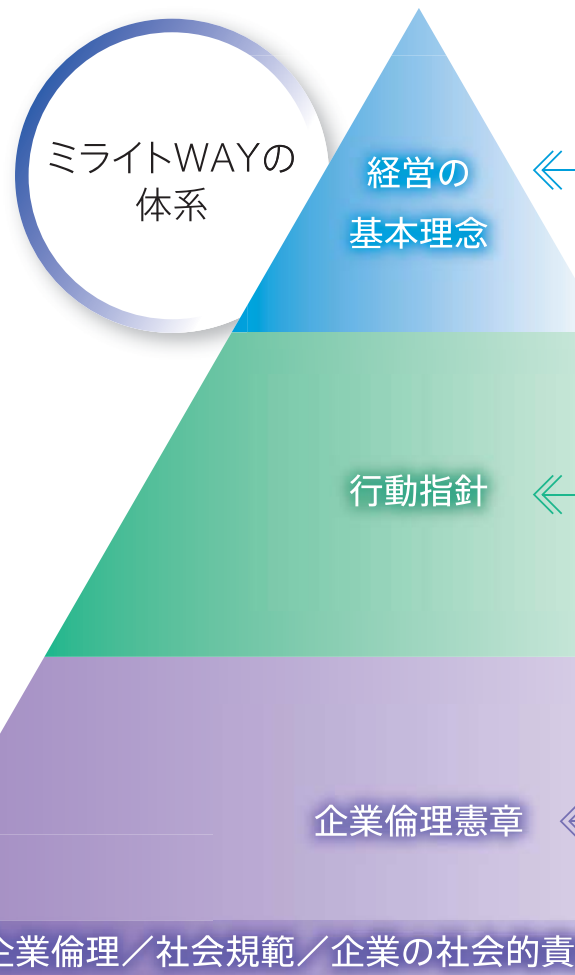 ミライトWAYの
体系
経営の
基本理念
行動指針
企業倫理憲章
企業倫理／社会規範／企業の社会的責